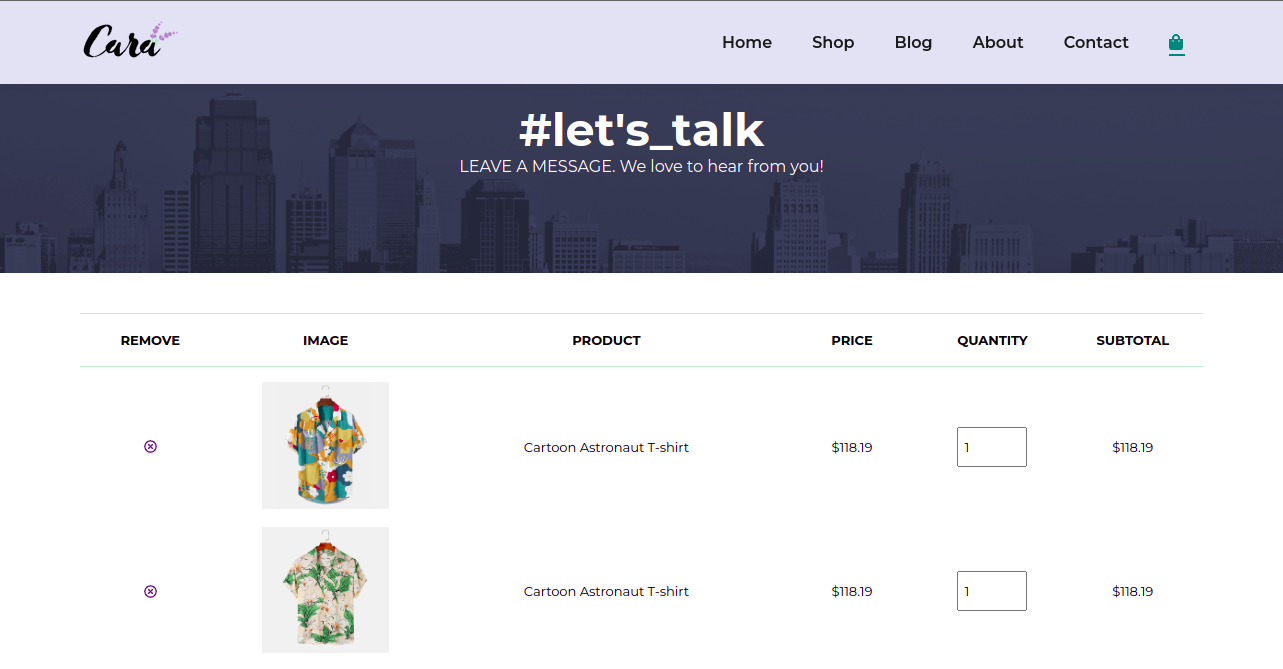 Cara
Home Shop Blog About Contact
#let's_talk
LEAVE A MESSAGE. We love to hear from you!
REMOVE IMAGE PRODUCT PRICE QUANTITY SUBTOTAL
Cartoon Astronaut T-shirt $118.19 1 $118.19
Cartoon Astronaut T-shirt $118.19 1 $118.19